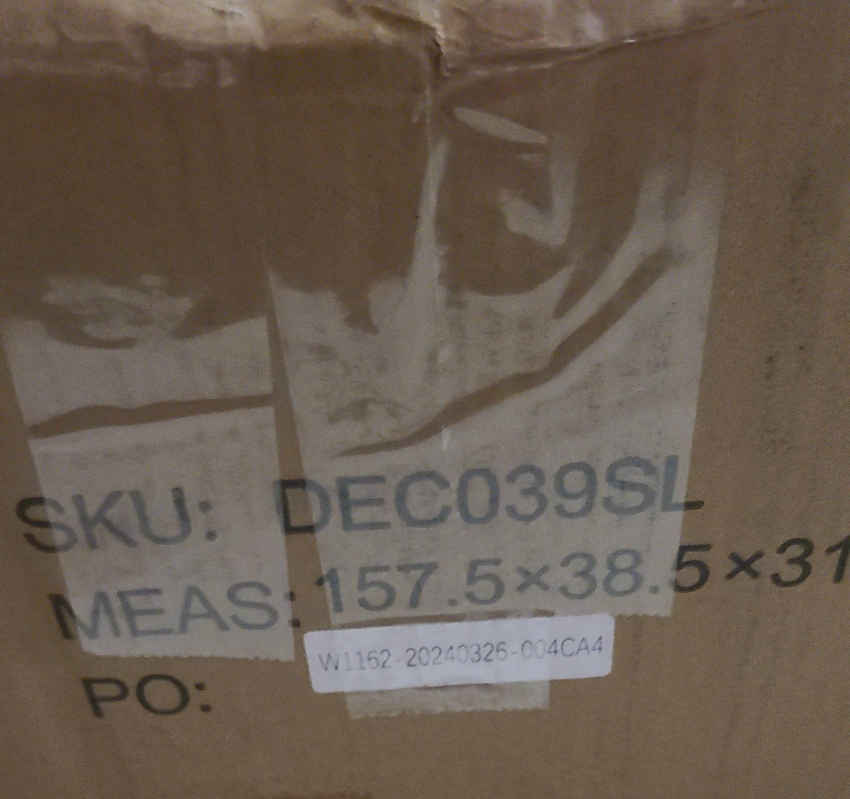 SKU: DEC039SL
MEAS:157.5×38.5×31
W1162-20240326-004CA4
PO: